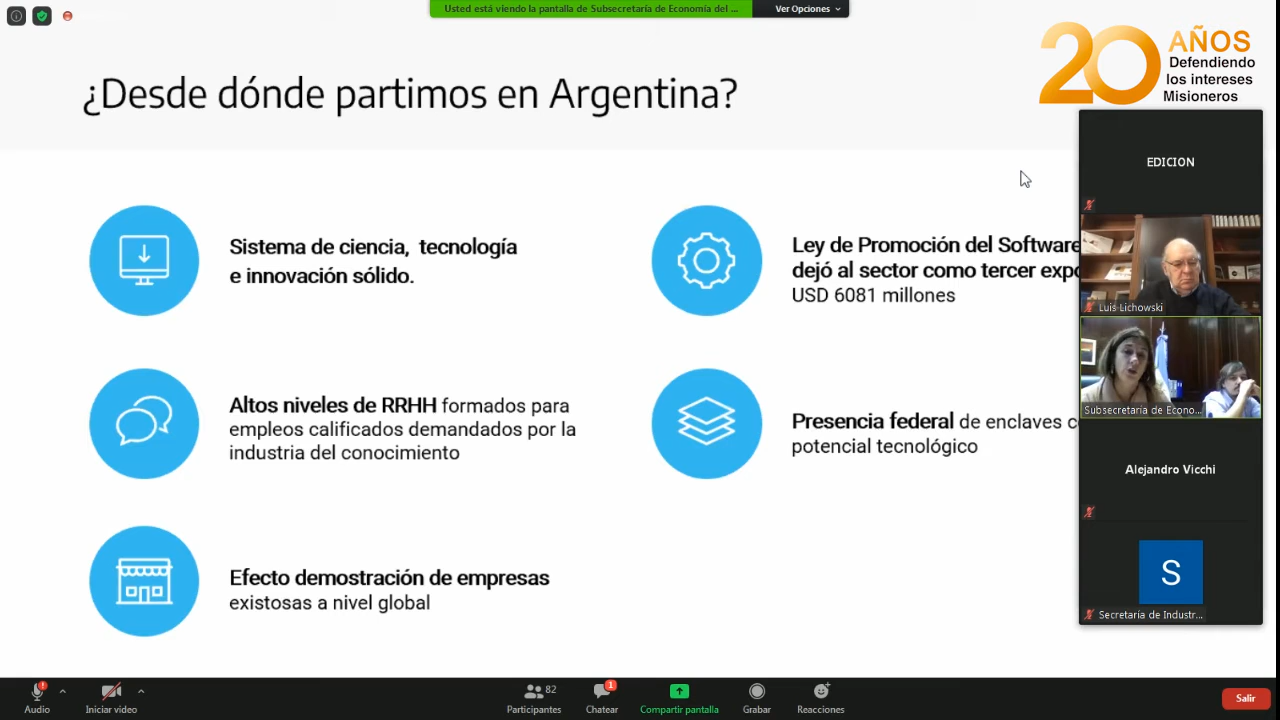 Usted está viendo la pantalla de Subsecretaría de Economía del ...
Ver Opciones
20 AÑOS
Defendiendo
los intereses
Misioneros
¿Desde dónde partimos en Argentina?
Sistema de ciencia, tecnología
e innovación sólido.
Altos niveles de RRHH formados para
empleos calificados demandados por la
industria del conocimiento
Efecto demostración de empresas
existosas a nivel global
Ley de Promoción del Software
dejó al sector como tercer expo
USD 6081 millones
Presencia federal de enclaves c
potencial tecnológico
EDICION
Luis Lichowski
Subsecretaría de Econo...
Alejandro Vicchi
S
Secretaría de Industr...
Audio
Iniciar video
82
Participantes
1
Chatear
Compartir pantalla
Grabar
Reacciones
Salir